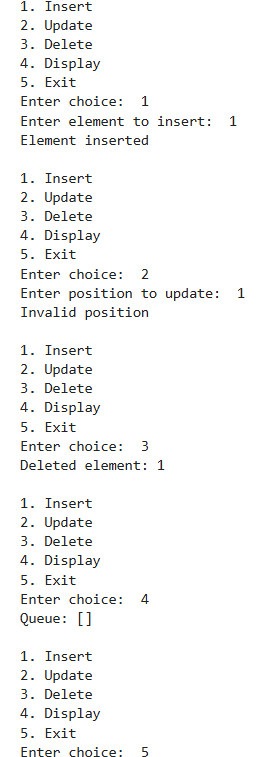 1. Insert
2. Update
3. Delete
4. Display
5. Exit
Enter choice:  1
Enter element to insert:  1
Element inserted

1. Insert
2. Update
3. Delete
4. Display
5. Exit
Enter choice:  2
Enter position to update:  1
Invalid position

1. Insert
2. Update
3. Delete
4. Display
5. Exit
Enter choice:  3
Deleted element: 1

1. Insert
2. Update
3. Delete
4. Display
5. Exit
Enter choice:  4
Queue: []

1. Insert
2. Update
3. Delete
4. Display
5. Exit
Enter choice:  5